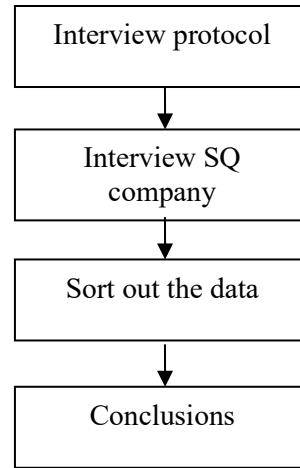 Interview protocol
Interview SQ
company
Sort out the data
Conclusions